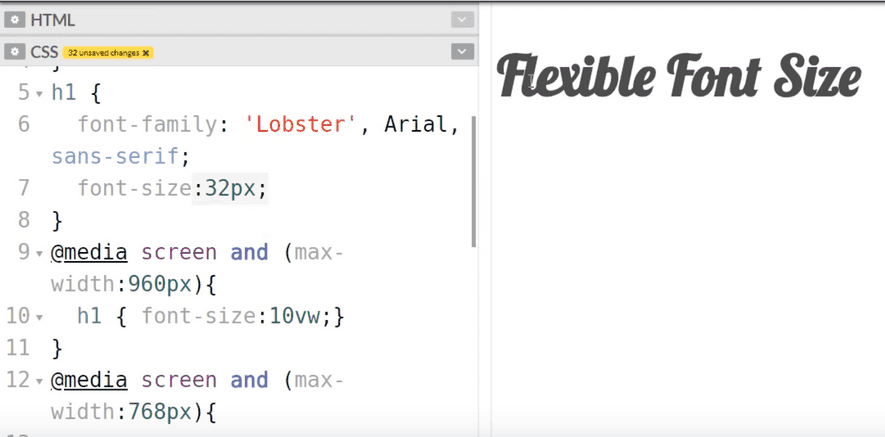 HTML
CSS 32 unsaved changes ×
5 h1 {
6 font-family: 'Lobster', Arial,
sans-serif;
7 font-size:32px;
8 }
9 @media screen and (max-
width:960px){
10 h1 { font-size:10vw;}
11 }
12 @media screen and (max-
width:768px){
Flexible Font Size